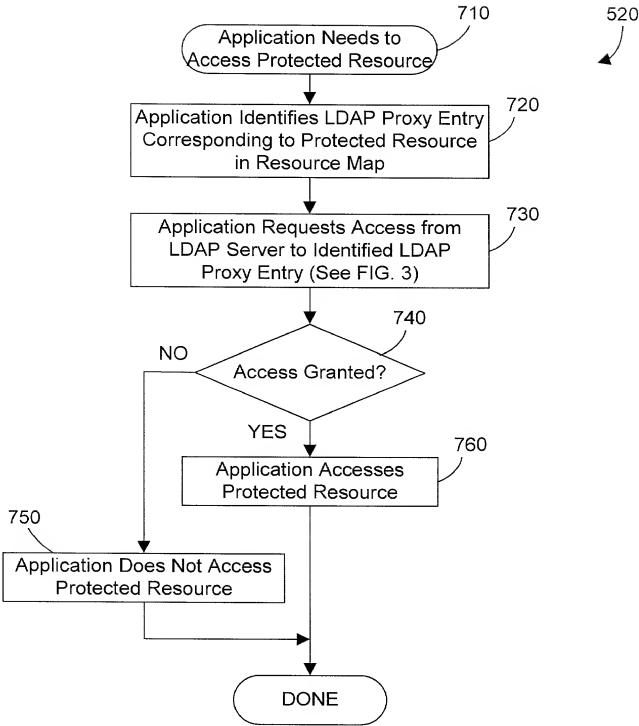 710
520
Application Needs to
Access Protected Resource
720
Application Identifies LDAP Proxy Entry
Corresponding to Protected Resource
in Resource Map
730
Application Requests Access from
LDAP Server to Identified LDAP
Proxy Entry (See FIG. 3)
740
NO
Access Granted?
YES
760
Application Accesses
Protected Resource
750
Application Does Not Access
Protected Resource
DONE